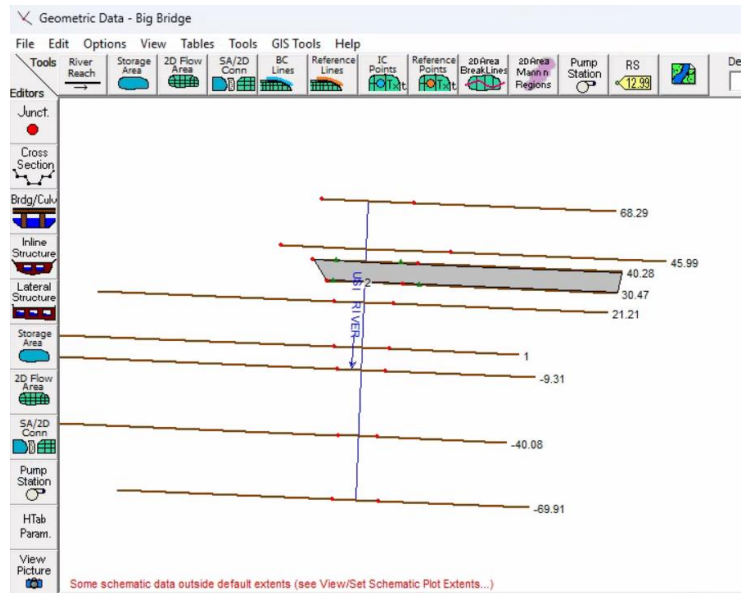 Geometric Data - Big Bridge
File Edit Options View Tables Tools GIS Tools Help
Tools
Editors
River Reach
Storage Area
2D Flow Area
SA/2D Conn
BC Lines
Reference Lines
IC Points
Reference Points
2D Area BreakLines
2D Area Mann n Regions
Pump Station
RS
12.99
De
Junct.
Cross Section
Brdg/Culv
Inline Structure
Lateral Structure
Storage Area
2D Flow Area
SA/2D Conn
Pump Station
HTab Param.
View Picture
68.29
45.99
40.28
2
30.47
21.21
1
-9.31
-40.08
-69.91
RIVER
Some schematic data outside default extents (see View/Set Schematic Plot Extents...)